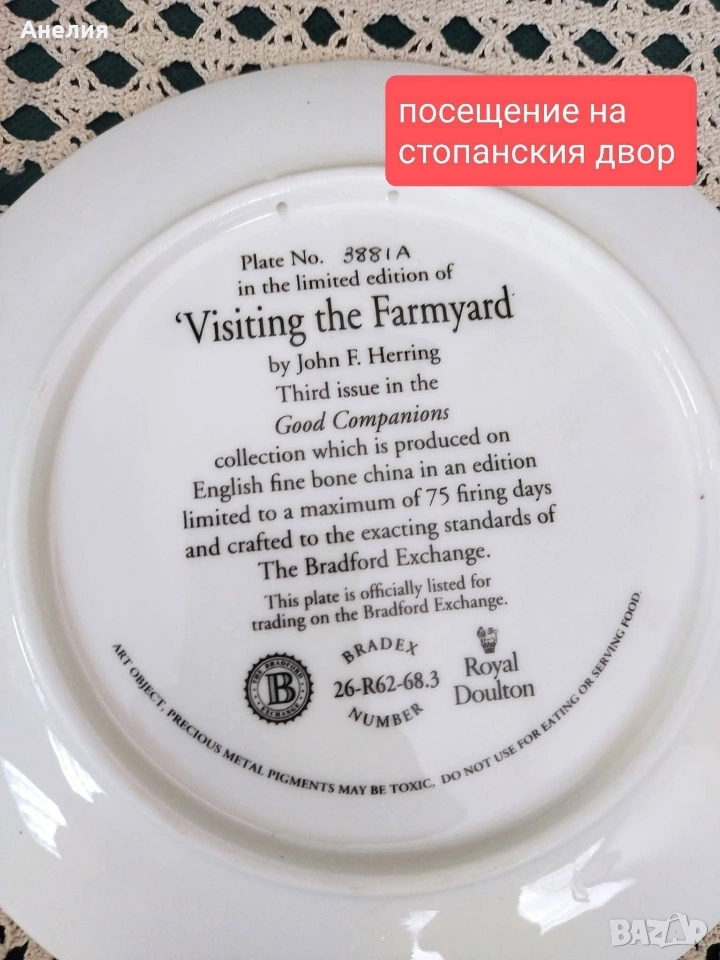 Анелия
посещение на
стопанския двор
Plate No. 3881A
in the limited edition of
‘Visiting the Farmyard’
by John F. Herring
Third issue in the
Good Companions
collection which is produced on
English fine bone china in an edition
limited to a maximum of 75 firing days
and crafted to the exacting standards of
The Bradford Exchange.
This plate is officially listed for
trading on the Bradford Exchange.
THE BRADFORD
B
EXCHANGE
BRADEX
26-R62-68.3
NUMBER
Royal
Doulton
ART OBJECT. PRECIOUS METAL PIGMENTS MAY BE TOXIC. DO NOT USE FOR EATING OR SERVING FOOD.
BAZAR